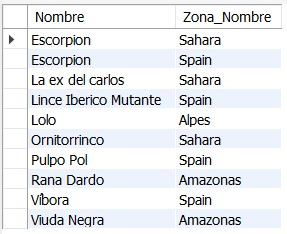 Nombre Zona_Nombre
Escorpion Sahara
Escorpion Spain
La ex del carlos Sahara
Lince Iberico Mutante Spain
Lolo Alpes
Ornitorrinco Sahara
Pulpo Pol Spain
Rana Dardo Amazonas
Víbora Spain
Viuda Negra Amazonas